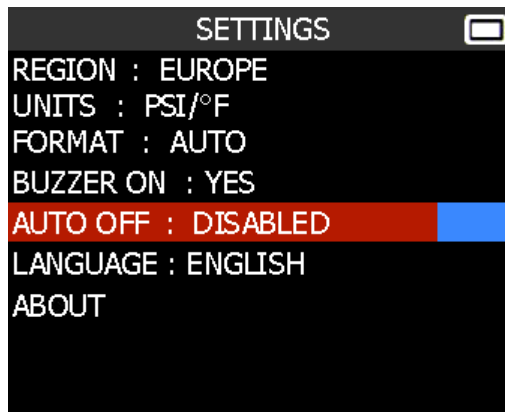 SETTINGS
REGION : EUROPE
UNITS : PSI/°F
FORMAT : AUTO
BUZZER ON : YES
AUTO OFF : DISABLED
LANGUAGE : ENGLISH
ABOUT